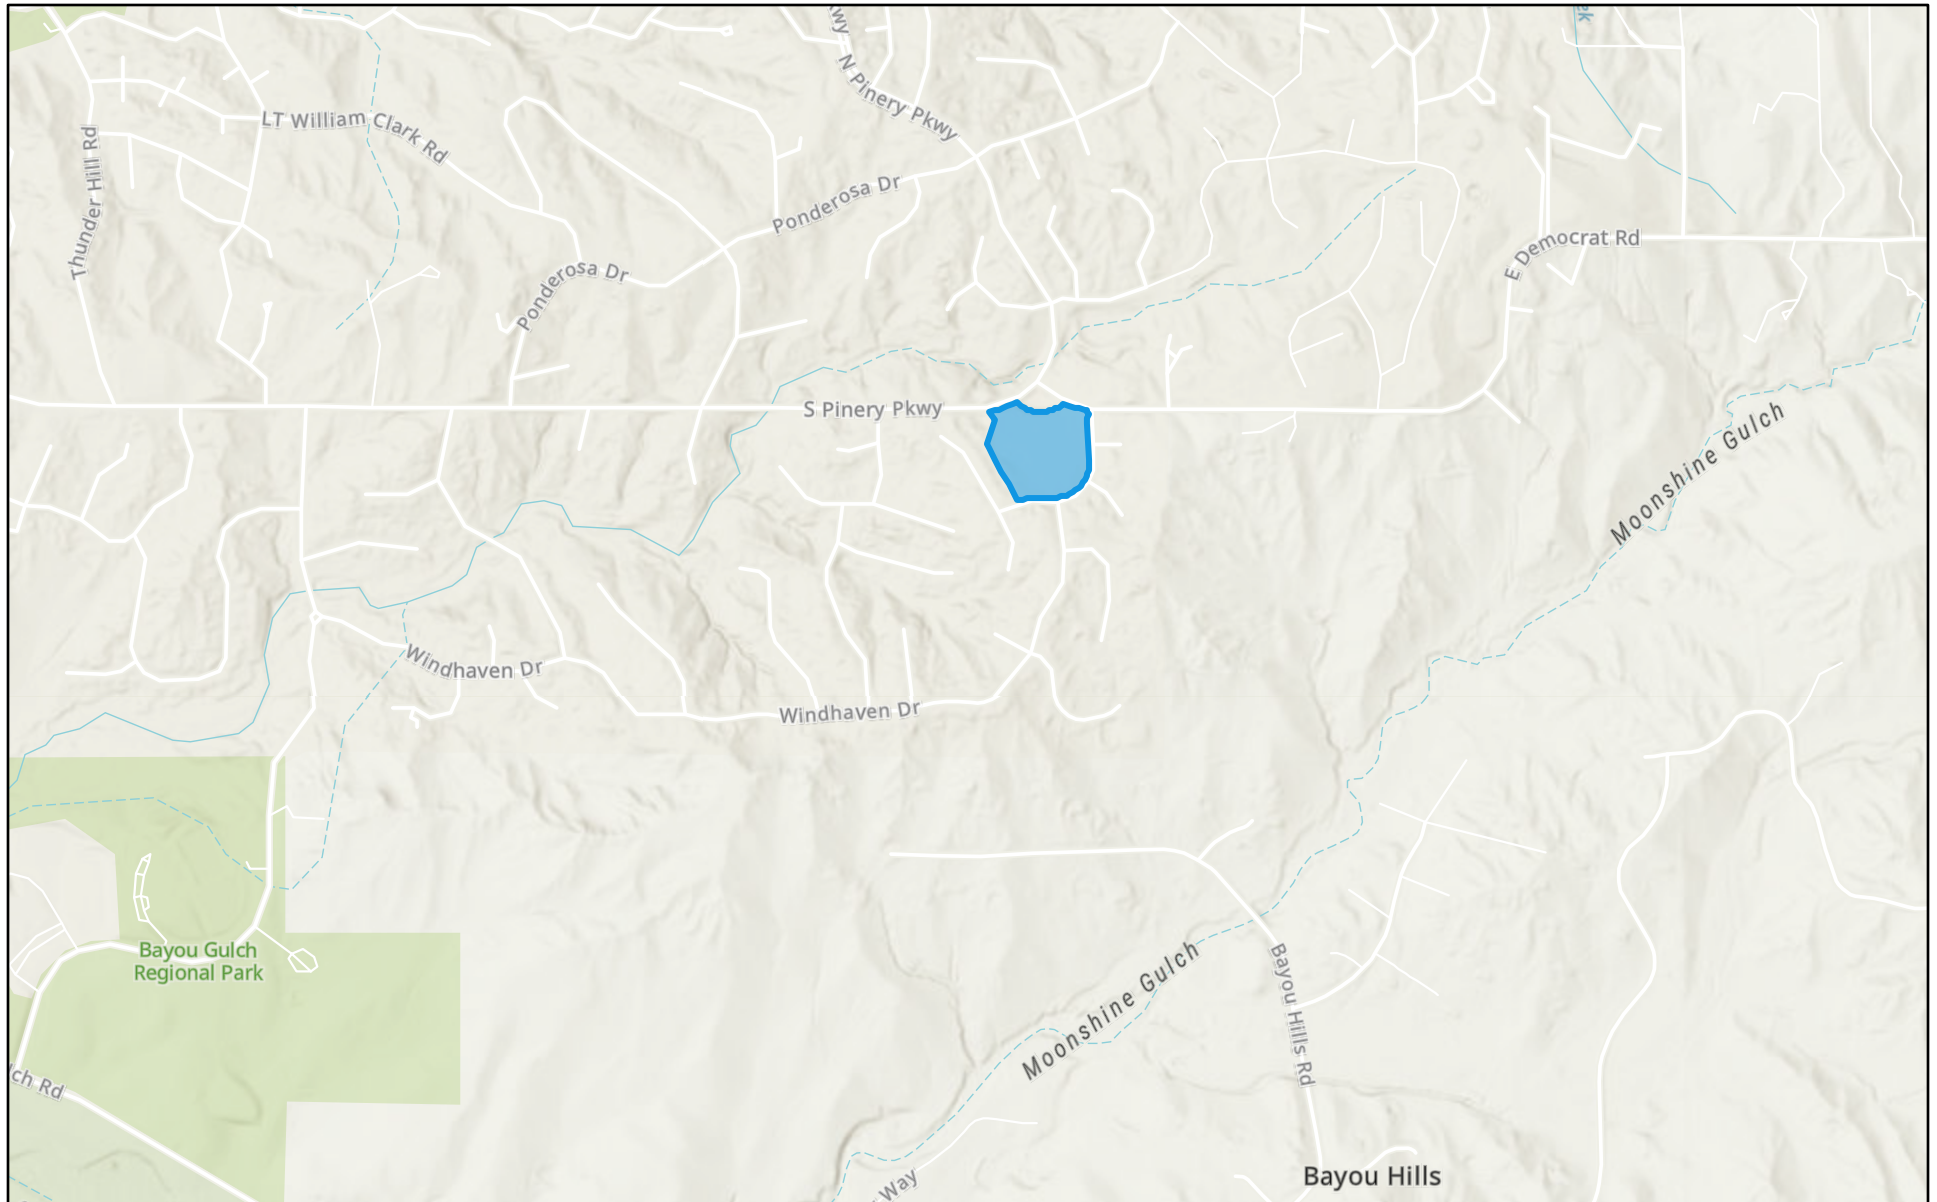 N Pinery Pkwy
LT William Clark Rd
Thunder Hill Rd
Ponderosa Dr
E Democrat Rd
Ponderosa Dr
S Pinery Pkwy
Moonshine Gulch
Windhaven Dr
Windhaven Dr
Bayou Gulch
Regional Park
Moonshine Gulch
Bayou Hills Rd
Rd
Way
Bayou Hills